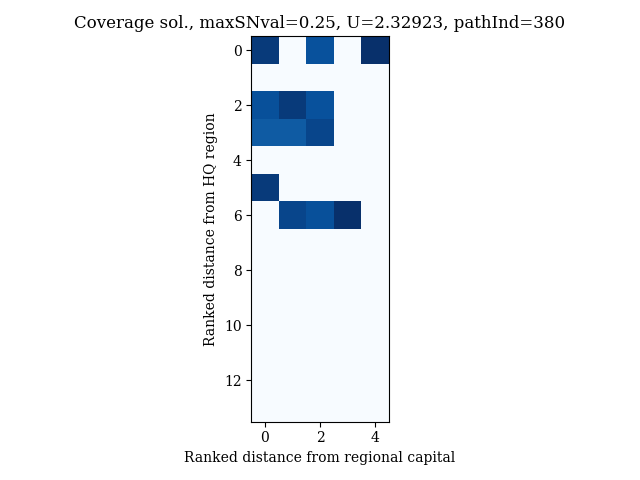 Coverage sol., maxSNval=0.25, U=2.32923, pathInd=380
0
2
4
6
8
10
12
Ranked distance from HQ region
0 2 4
Ranked distance from regional capital